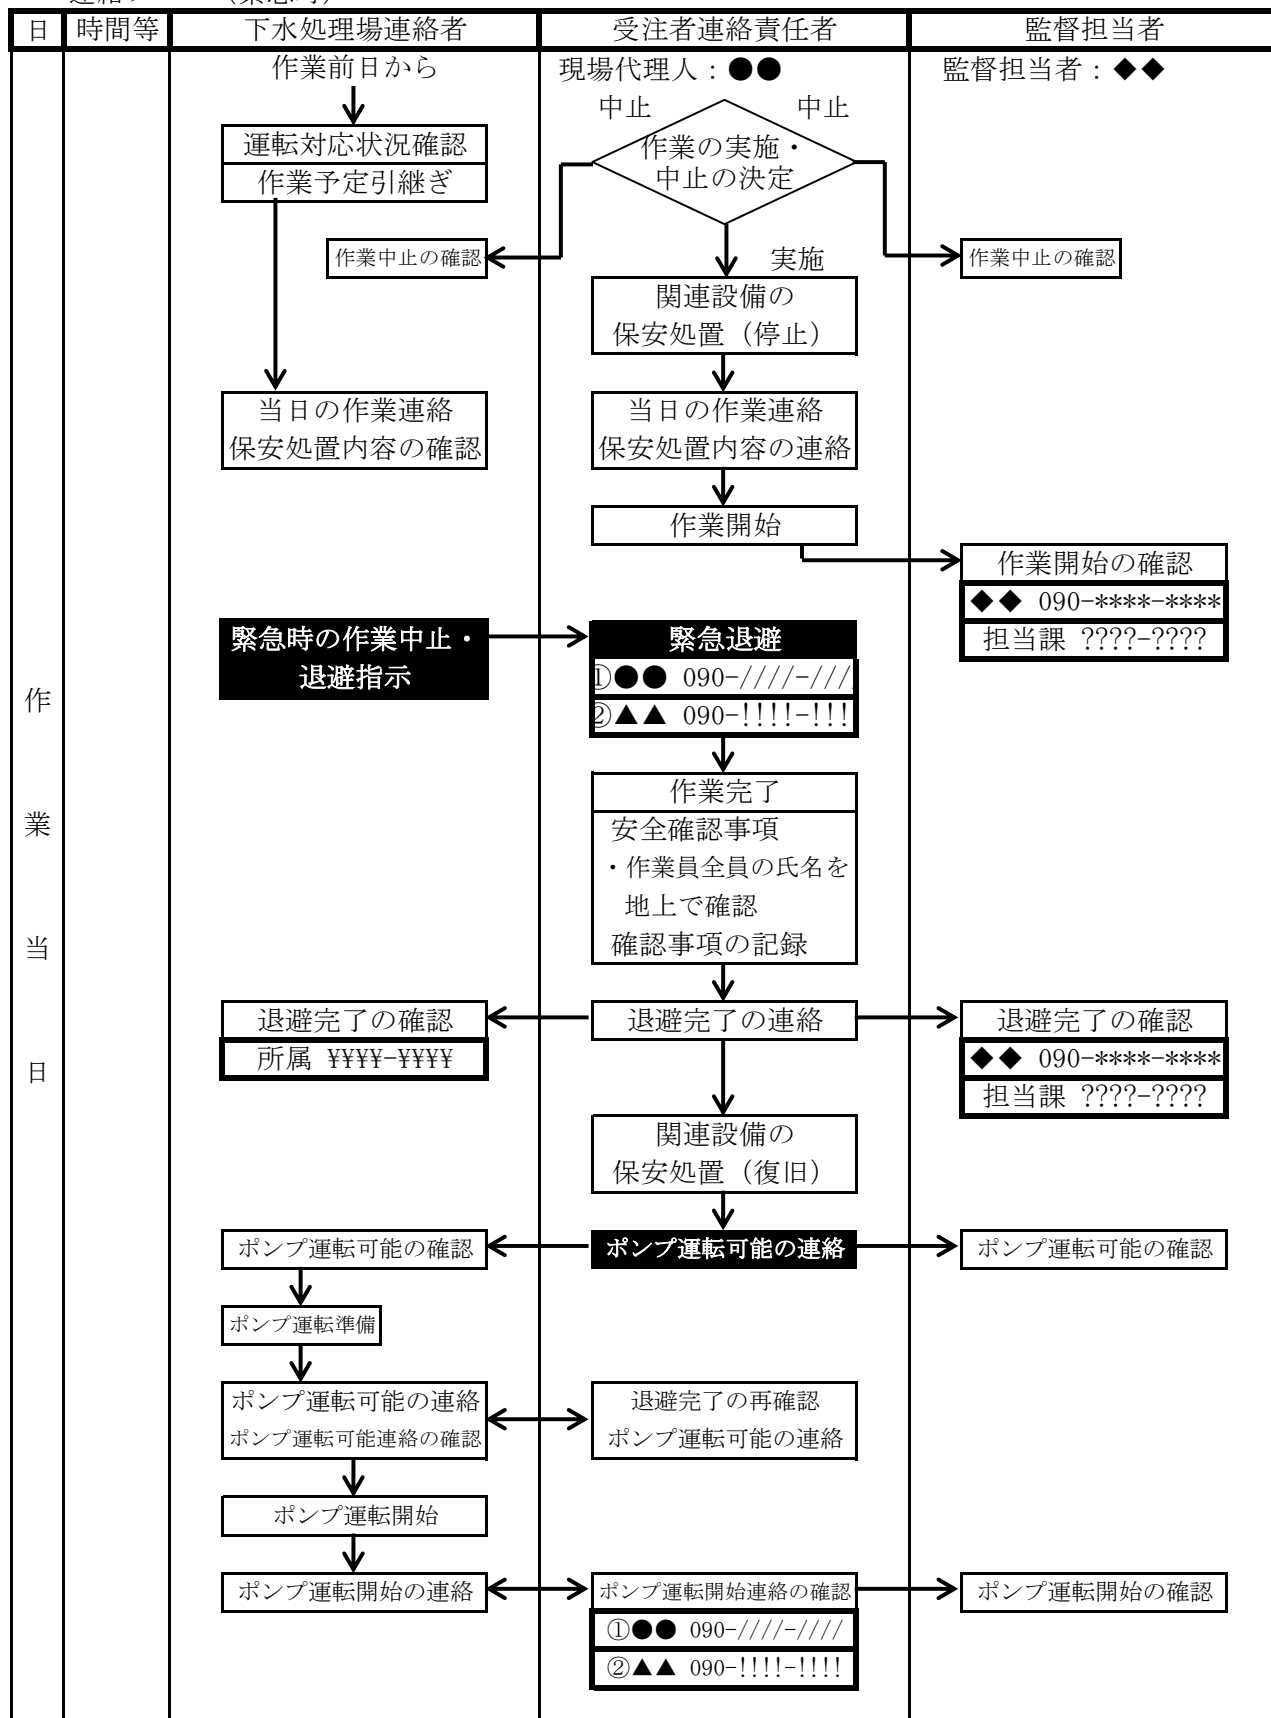 日 時間等 下水処理場連絡者 受注者連絡責任者 監督担当者
作業前日から 現場代理人：●● 監督担当者：◆◆
中止 中止
運転対応状況確認
作業の実施・
中止の決定
作業予定引継ぎ
作業中止の確認
作業中止の確認
実施
関連設備の
保安処置（停止）
当日の作業連絡
保安処置内容の確認
当日の作業連絡
保安処置内容の連絡
作業開始
作業開始の確認
◆◆ 090-****-****
担当課 ????-????
緊急時の作業中止・
退避指示
緊急退避
①●● 090-////-///
②▲▲ 090-!!!!-!!!
作業当日
作業完了
安全確認事項
・作業員全員の氏名を
地上で確認
確認事項の記録
退避完了の確認
所属 ¥¥¥¥-¥¥¥¥
退避完了の連絡
退避完了の確認
◆◆ 090-****-****
担当課 ????-????
関連設備の
保安処置（復旧）
ポンプ運転可能の確認
ポンプ運転可能の連絡
ポンプ運転可能の確認
ポンプ運転準備
ポンプ運転可能の連絡
ポンプ運転可能連絡の確認
退避完了の再確認
ポンプ運転可能の連絡
ポンプ運転開始
ポンプ運転開始の連絡
ポンプ運転開始連絡の確認
①●● 090-////-////
②▲▲ 090-!!!!-!!!!
ポンプ運転開始の確認